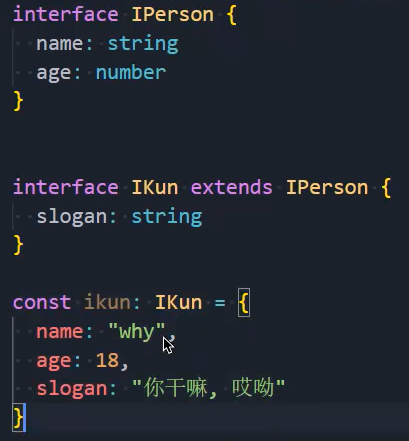 interface IPerson {
  name: string
  age: number
}
interface IKun extends IPerson {
  slogan: string
}
const ikun: IKun = {
  name: "why",
  age: 18,
  slogan: "你干嘛, 哎呦"
}